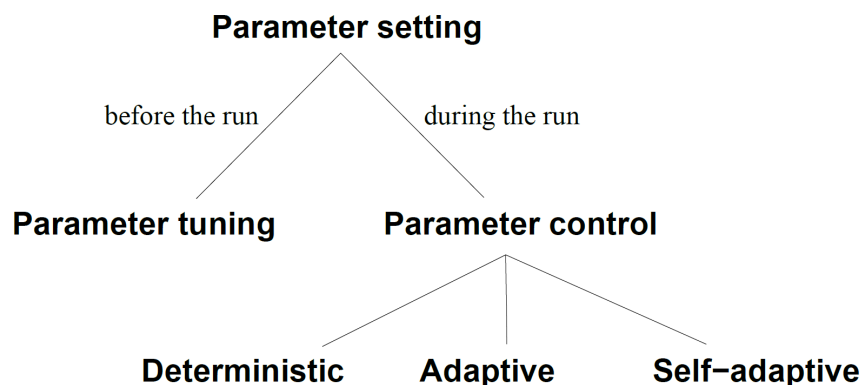 Parameter setting
before the run
during the run
Parameter tuning
Parameter control
Deterministic
Adaptive
Self−adaptive